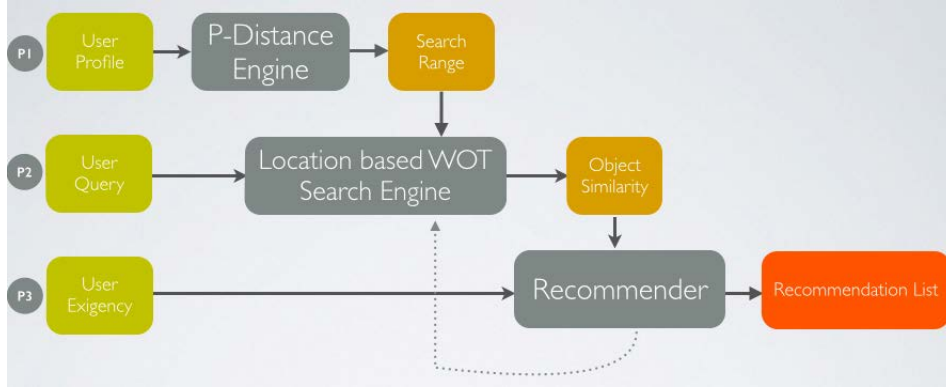 P1
User
Profile
P-Distance
Engine
Search
Range
P2
User
Query
Location based WOT
Search Engine
Object
Similarity
P3
User
Exigency
Recommender
Recommendation List